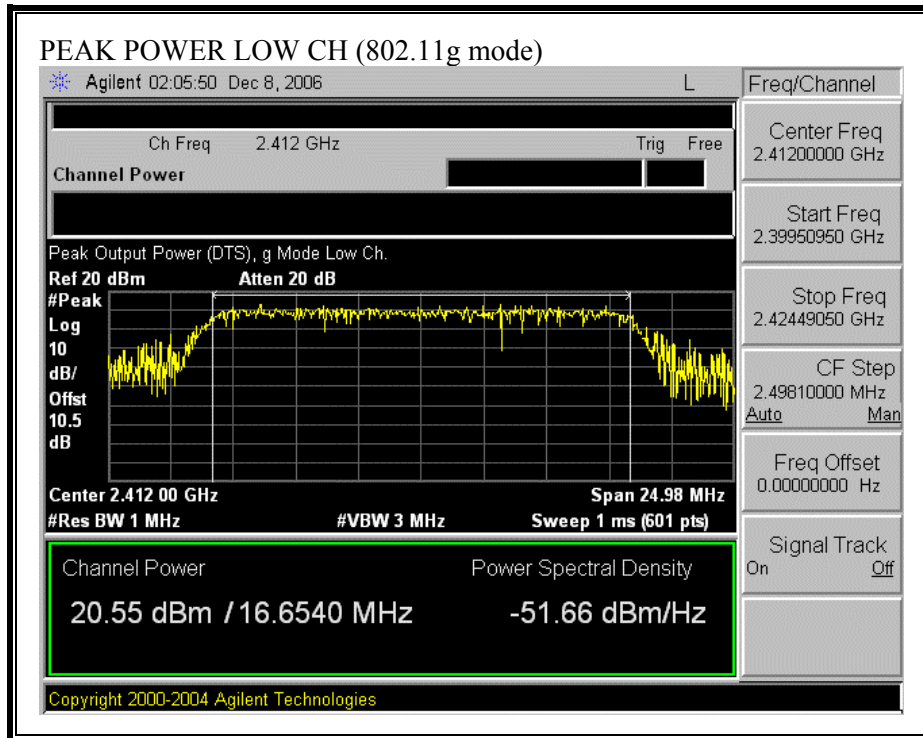 PEAK POWER LOW CH (802.11g mode)
Agilent 02:05:50 Dec 8, 2006 L
Ch Freq 2.412 GHz Trig Free
Channel Power
Peak Output Power (DTS), g Mode Low Ch.
Ref 20 dBm Atten 20 dB
#Peak
Log
10
dB/
Offst
10.5
dB
Center 2.412 00 GHz Span 24.98 MHz
#Res BW 1 MHz #VBW 3 MHz Sweep 1 ms (601 pts)
Channel Power Power Spectral Density
20.55 dBm / 16.6540 MHz -51.66 dBm/Hz
Copyright 2000-2004 Agilent Technologies
Freq/Channel
Center Freq
2.41200000 GHz
Start Freq
2.39950950 GHz
Stop Freq
2.42449050 GHz
CF Step
2.49810000 MHz
Auto Man
Freq Offset
0.00000000 Hz
Signal Track
On Off